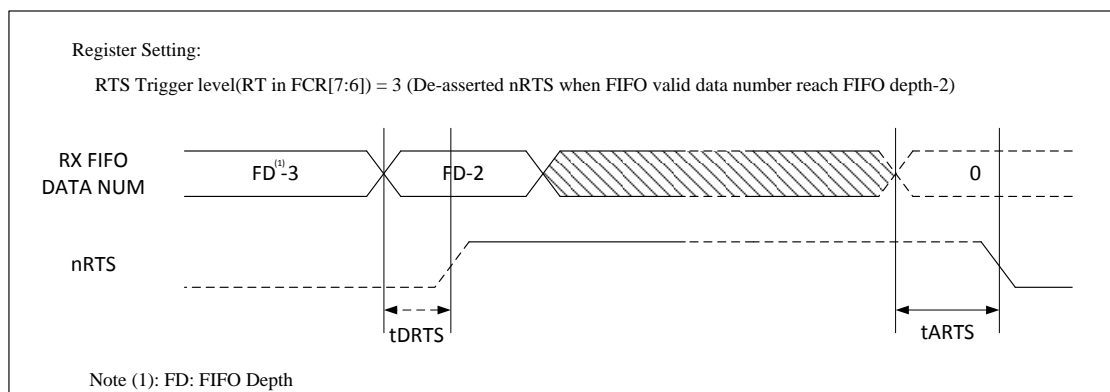 Register Setting:
RTS Trigger level(RT in FCR[7:6]) = 3 (De-asserted nRTS when FIFO valid data number reach FIFO depth-2)
RX FIFO
DATA NUM
FD(1)-3
FD-2
0
nRTS
tDRTS
tARTS
Note (1): FD: FIFO Depth